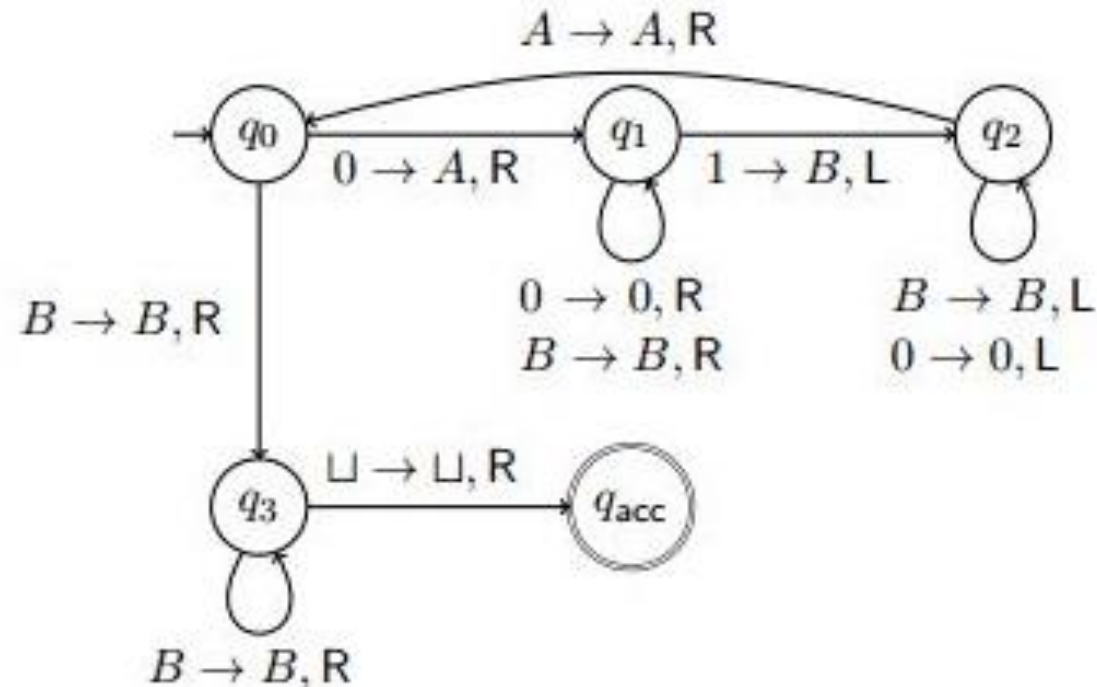 A → A, R
q0
q1
q2
0 → A, R
1 → B, L
0 → 0, R
B → B, R
B → B, L
0 → 0, L
B → B, R
q3
⊔ → ⊔, R
qacc
B → B, R